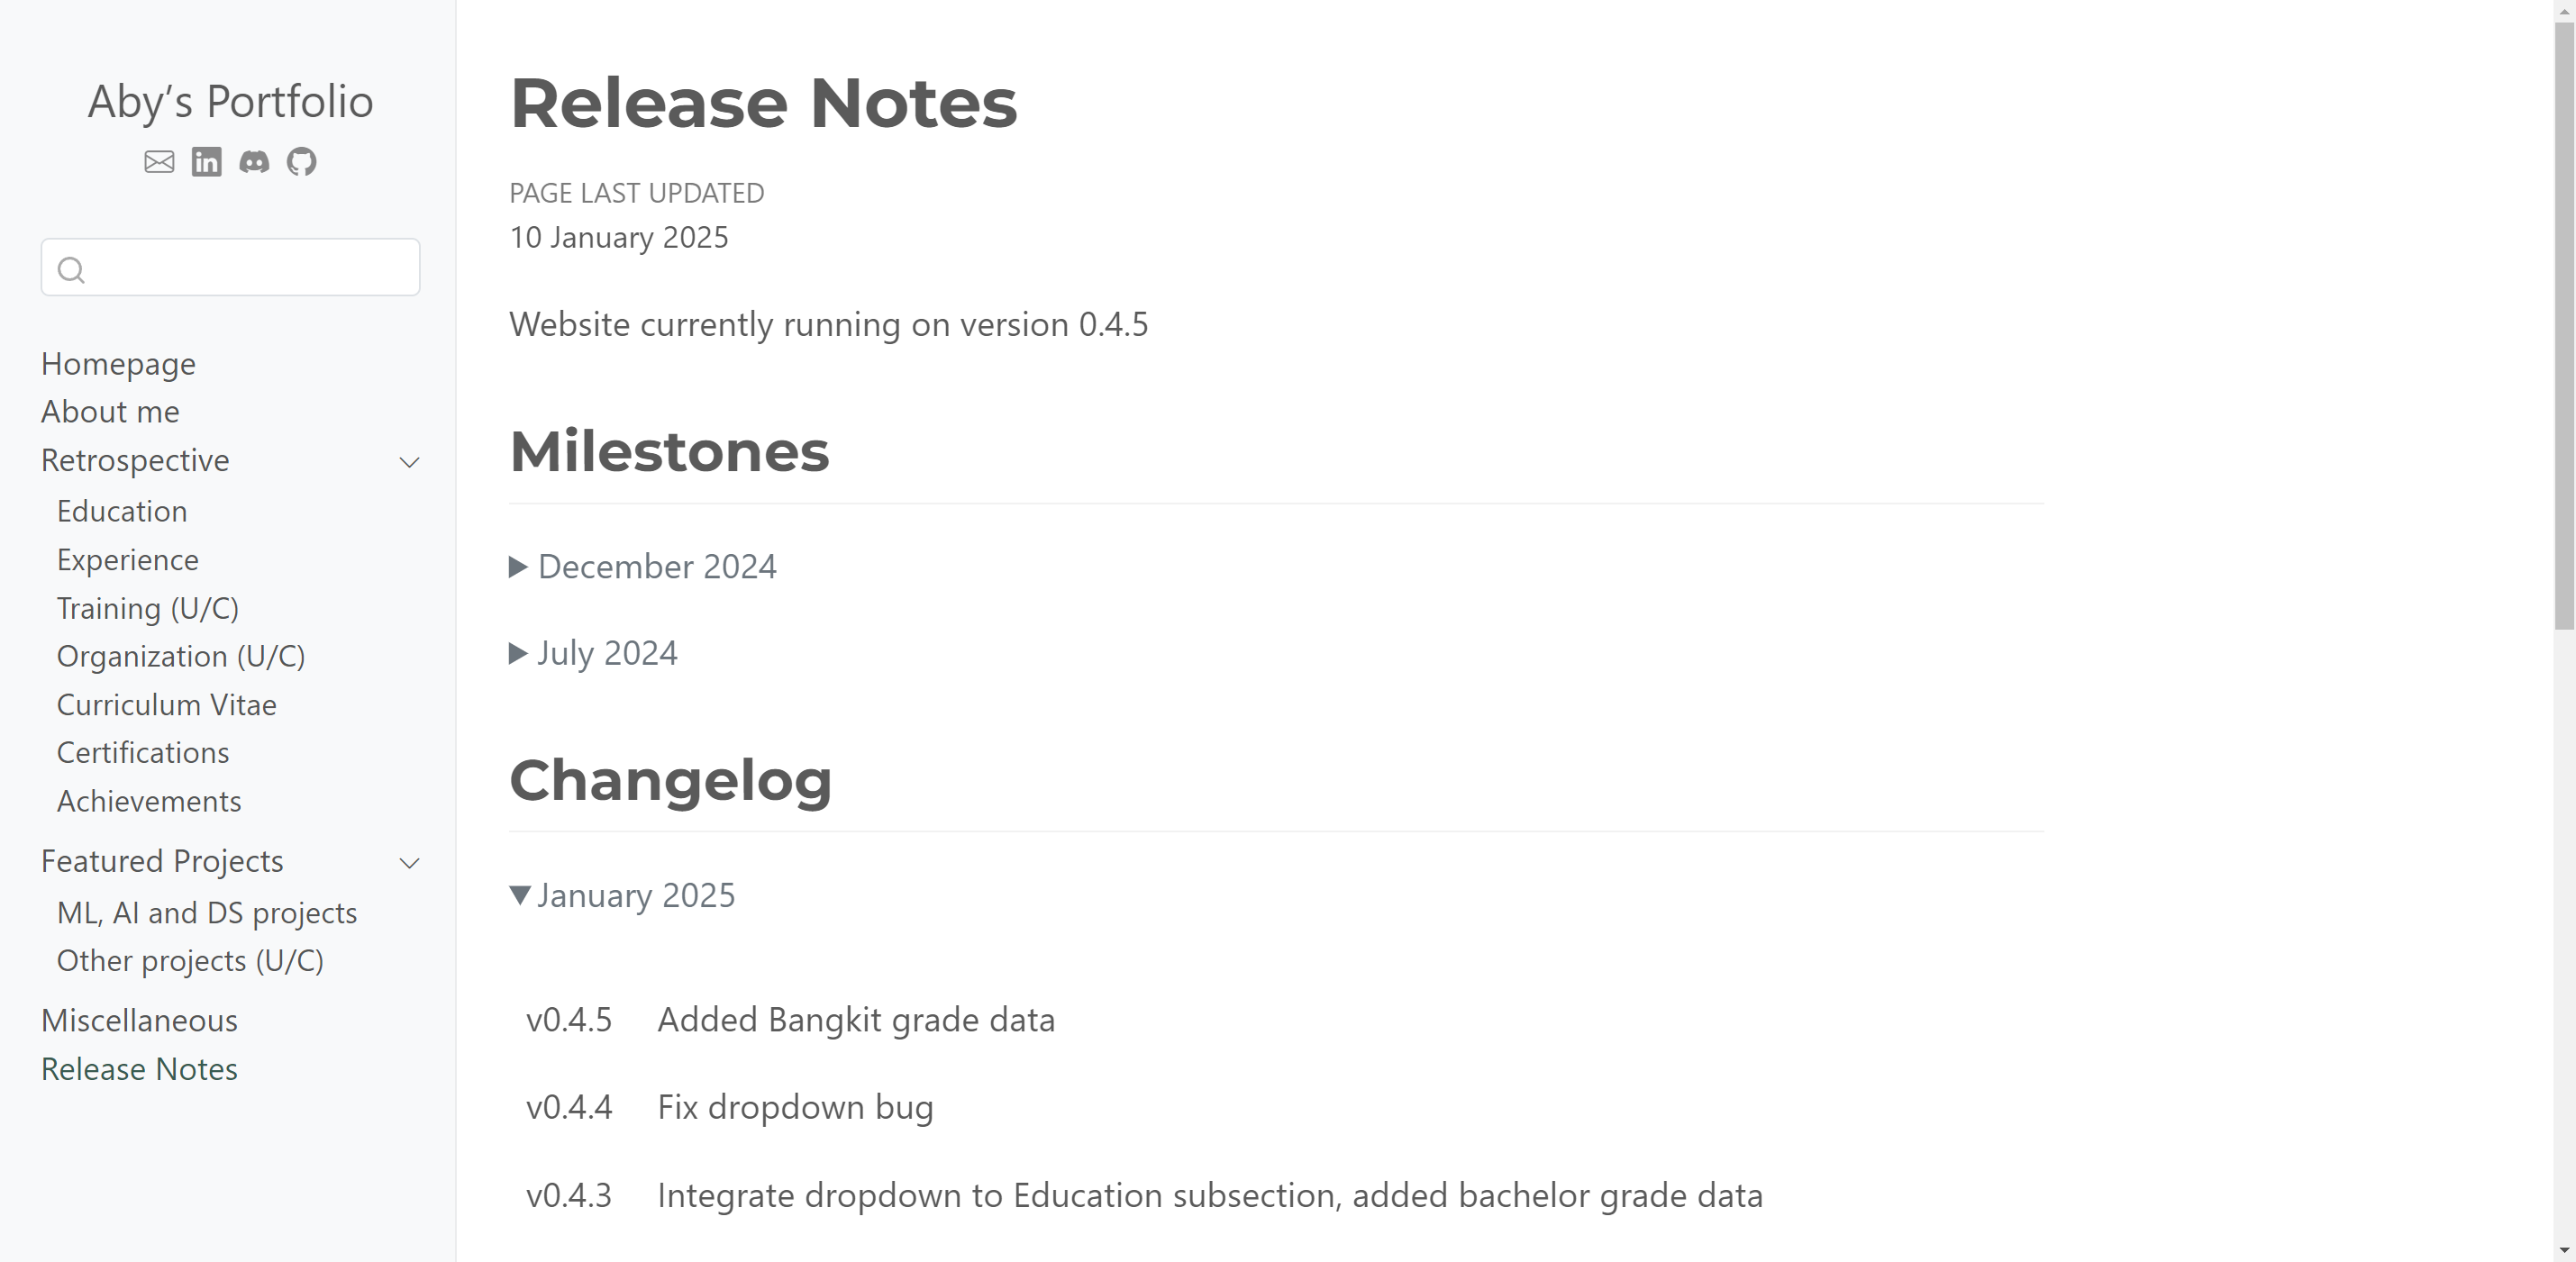 Aby's Portfolio
Homepage
About me
Retrospective
Education
Experience
Training (U/C)
Organization (U/C)
Curriculum Vitae
Certifications
Achievements
Featured Projects
ML, AI and DS projects
Other projects (U/C)
Miscellaneous
Release Notes
Release Notes
PAGE LAST UPDATED
10 January 2025
Website currently running on version 0.4.5
Milestones
December 2024
July 2024
Changelog
January 2025
v0.4.5 Added Bangkit grade data
v0.4.4 Fix dropdown bug
v0.4.3 Integrate dropdown to Education subsection, added bachelor grade data